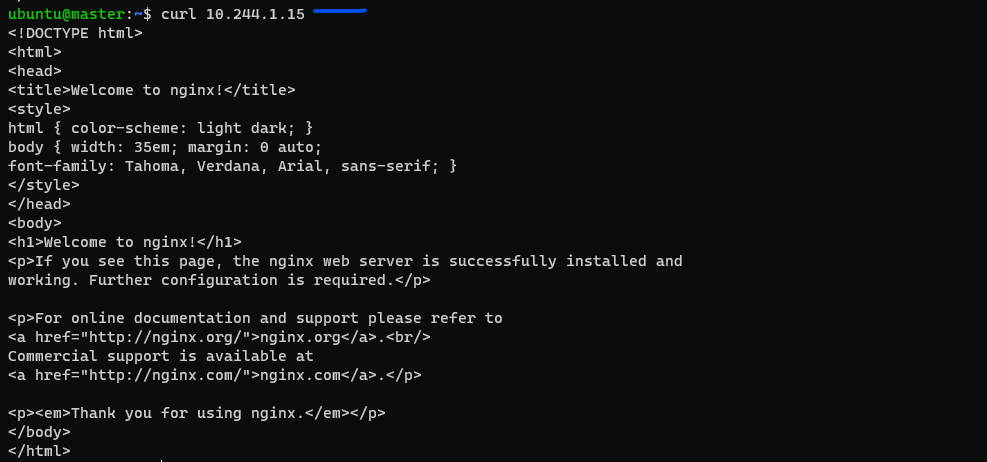 ubuntu@master:~$ curl 10.244.1.15
<!DOCTYPE html>
<html>
<head>
<title>Welcome to nginx!</title>
<style>
html { color-scheme: light dark; }
body { width: 35em; margin: 0 auto;
font-family: Tahoma, Verdana, Arial, sans-serif; }
</style>
</head>
<body>
<h1>Welcome to nginx!</h1>
<p>If you see this page, the nginx web server is successfully installed and
working. Further configuration is required.</p>

<p>For online documentation and support please refer to
<a href="http://nginx.org/">nginx.org</a>.<br/>
Commercial support is available at
<a href="http://nginx.com/">nginx.com</a>.</p>

<p><em>Thank you for using nginx.</em></p>
</body>
</html>